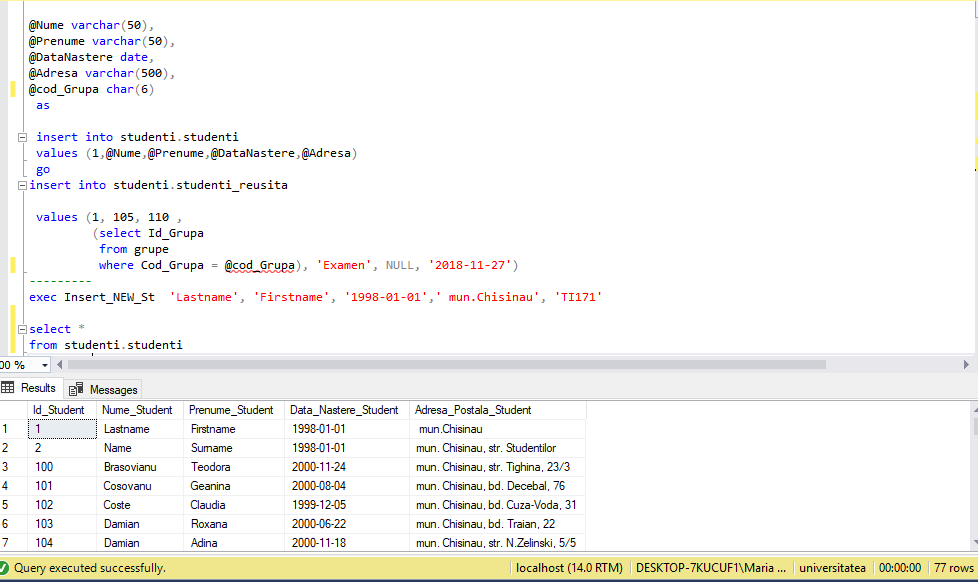 @Nume varchar(50),
@Prenume varchar(50),
@DataNastere date,
@Adresa varchar(500),
@cod_Grupa char(6)
as
insert into studenti.studenti
values (1,@Nume,@Prenume,@DataNastere,@Adresa)
go
insert into studenti.studenti_reusita
values (1, 105, 110 ,
(select Id_Grupa
from grupe
where Cod_Grupa = @cod_Grupa), 'Examen', NULL, '2018-11-27')
---------
exec Insert_NEW_St 'Lastname', 'Firstname', '1998-01-01',' mun.Chisinau', 'TI171'
select *
from studenti.studenti
00 %
Results Messages
Id_Student Nume_Student Prenume_Student Data_Nastere_Student Adresa_Postala_Student
1 1 Lastname Firstname 1998-01-01 mun.Chisinau
2 2 Name Surname 1998-01-01 mun. Chisinau, str. Studentilor
3 100 Brasovianu Teodora 2000-11-24 mun. Chisinau, str. Tighina, 23/3
4 101 Cosovanu Geanina 2000-08-04 mun. Chisinau, bd. Decebal, 76
5 102 Coste Claudia 1999-12-05 mun. Chisinau, bd. Cuza-Voda, 31
6 103 Damian Roxana 2000-06-22 mun. Chisinau, bd. Traian, 22
7 104 Damian Adina 2000-11-18 mun. Chisinau, str. N.Zelinski, 5/5
Query executed successfully. localhost (14.0 RTM) DESKTOP-7KUCUF1\Maria ... universitatea 00:00:00 77 rows